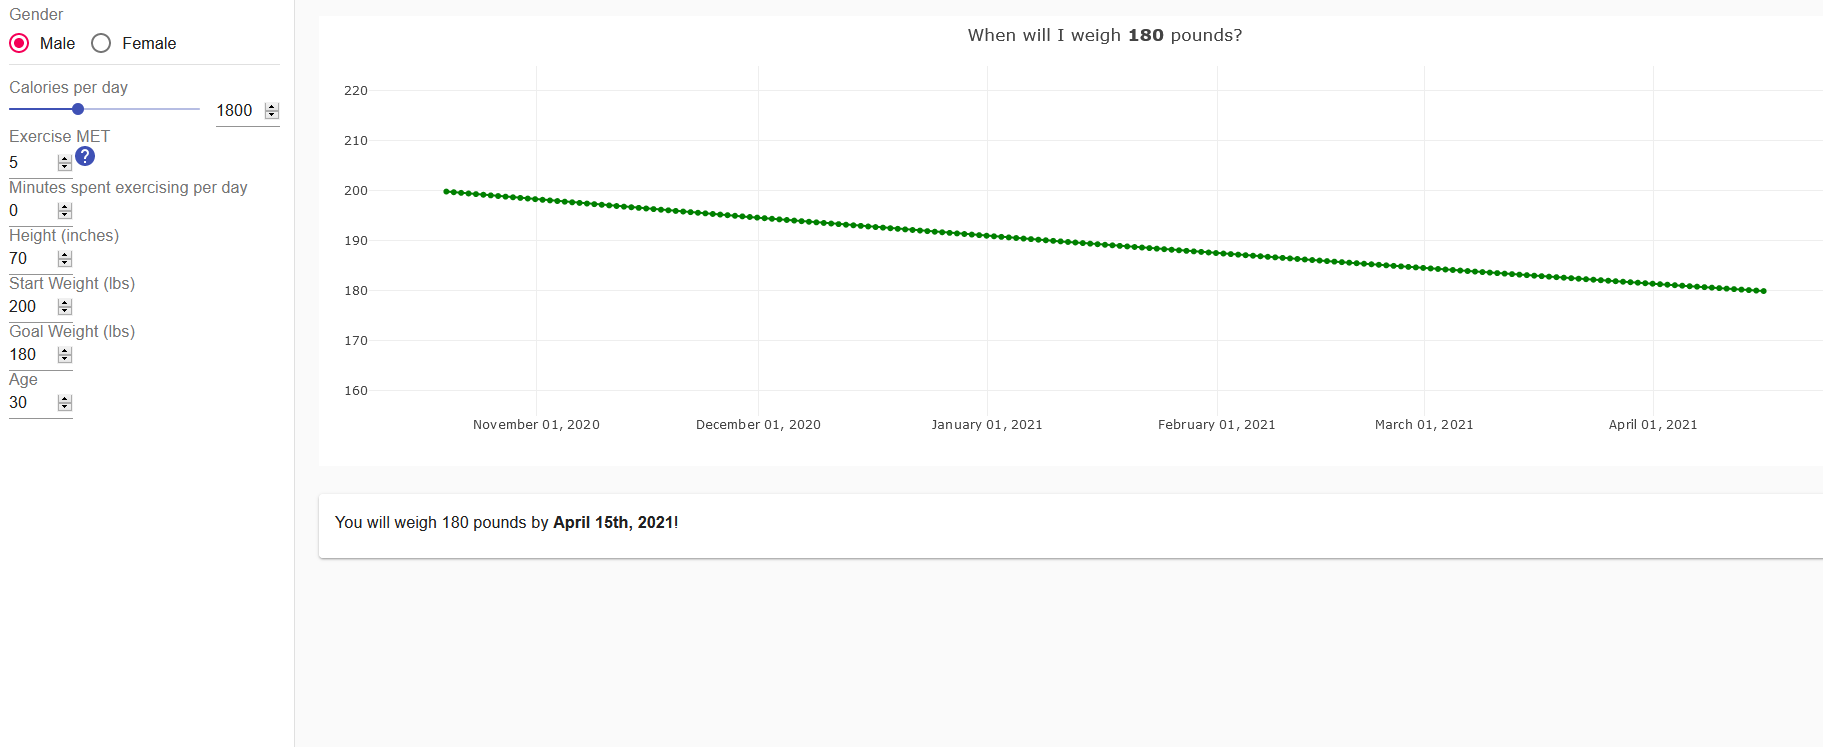 Gender
Male Female
Calories per day
1800
Exercise MET
5 ?
Minutes spent exercising per day
0
Height (inches)
70
Start Weight (lbs)
200
Goal Weight (lbs)
180
Age
30
When will I weigh 180 pounds?
220
210
200
190
180
170
160
November 01, 2020 December 01, 2020 January 01, 2021 February 01, 2021 March 01, 2021 April 01, 2021
You will weigh 180 pounds by April 15th, 2021!